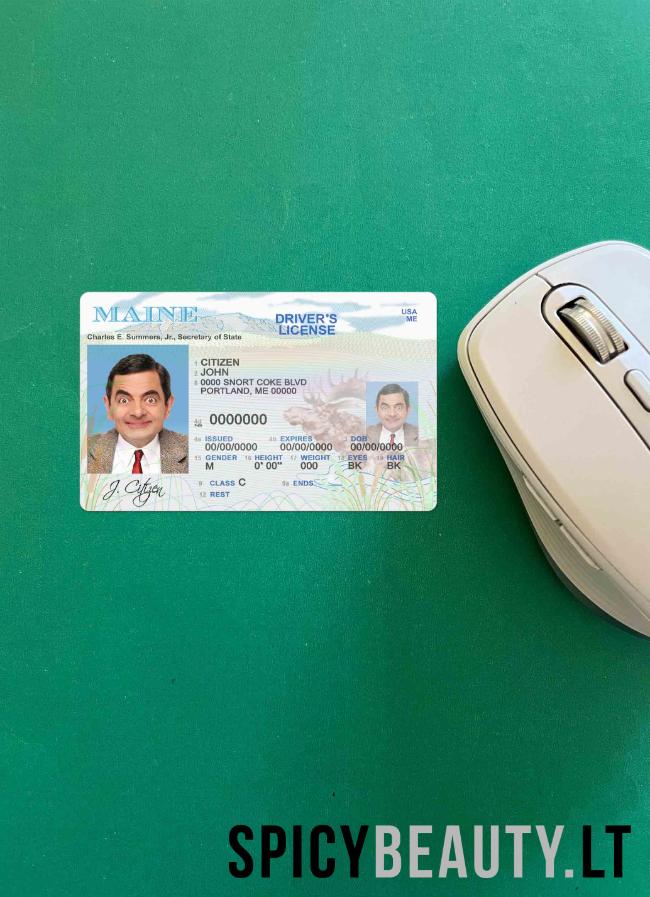 MAINE
DRIVER'S
LICENSE
USA
ME
Charles E. Summers, Jr., Secretary of State
1 CITIZEN
2 JOHN
8 0000 SNORT COKE BLVD
PORTLAND, ME 00000
4d 0000000
4a ISSUED 4b EXPIRES 3 DOB
00/00/0000 00/00/0000 00/00/0000
15 GENDER 16 HEIGHT 17 WEIGHT 18 EYES 19 HAIR
M 0' 00" 000 BK BK
9 CLASS C 9a ENDS
12 REST
J. Citizen
SPICYBEAUTY.LT